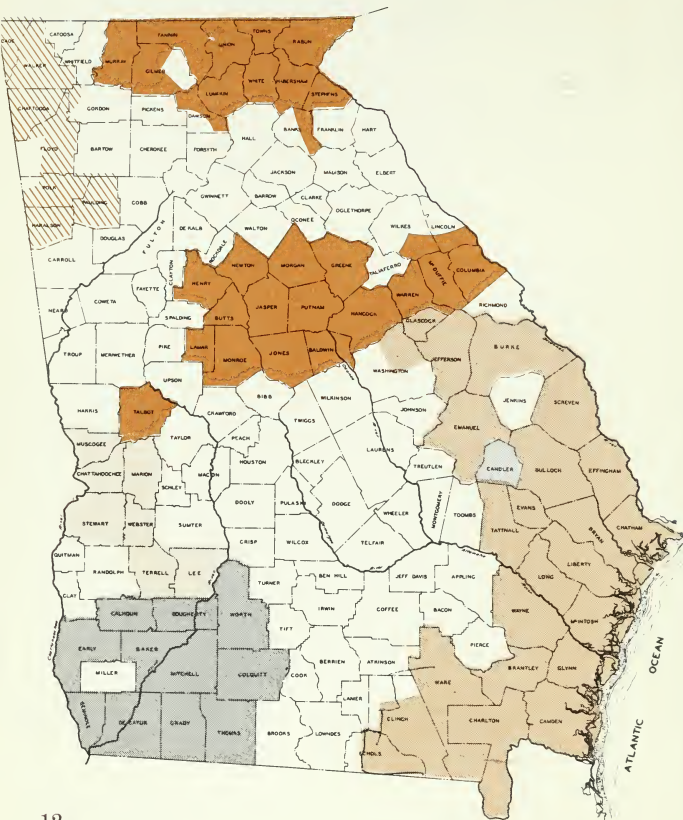 CATOOSA
FANNIN
TOWNS
UNION
RABUN
WALKER
WHITFIELD
MURRAY
GILMER
WHITE
HABERSHAM
LUMPKIN
STEPHENS
CHATTOOGA
GORDON
PICKENS
DAWSON
HALL
BANKS
FRANKLIN
HART
FLOYD
BARTOW
CHEROKEE
FORSYTH
JACKSON
MADISON
ELBERT
POLK
PAULDING
COBB
GWINNETT
BARROW
CLARKE
OCONEE
OGLETHORPE
HARALSON
DOUGLAS
FULTON
DE KALB
ROCKDALE
WALTON
WILKES
LINCOLN
CARROLL
CLAYTON
NEWTON
MORGAN
GREENE
TALIAFERRO
McDUFFIE
COLUMBIA
HEARD
COWETA
FAYETTE
HENRY
SPALDING
BUTTS
JASPER
PUTNAM
HANCOCK
WARREN
RICHMOND
GLASCOCK
TROUP
MERIWETHER
PIKE
LAMAR
MONROE
JONES
BALDWIN
WASHINGTON
JEFFERSON
BURKE
UPSON
BIBB
WILKINSON
JENKINS
SCREVEN
HARRIS
TALBOT
CRAWFORD
TWIGGS
JOHNSON
EMANUEL
MUSCOGEE
TAYLOR
PEACH
HOUSTON
BLECKLEY
LAURENS
TREUTLEN
CANDLER
BULLOCK
EFFINGHAM
CHATTAHOOCHEE
MARION
SCHLEY
MACON
DOOLY
PULASKI
DODGE
WHEELER
MONTGOMERY
TOOMBS
EVANS
TATTNALL
BRYAN
CHATHAM
STEWART
WEBSTER
SUMTER
CRISP
WILCOX
TELFAIR
QUITMAN
RANDOLPH
TERRELL
LEE
TURNER
BEN HILL
JEFF DAVIS
APPLING
LONG
LIBERTY
CLAY
CALHOUN
DOUGHERTY
WORTH
TIFT
IRWIN
COFFEE
BACON
WAYNE
McINTOSH
EARLY
BAKER
PIERCE
MILLER
MITCHELL
COLQUITT
COOK
BERRIEN
ATKINSON
WARE
BRANTLEY
GLYNN
SEMINOLE
DECATUR
GRADY
THOMAS
BROOKS
LOWNDES
LANIER
CLINCH
ECHOLS
CHARLTON
CAMDEN
ATLANTIC
OCEAN
12